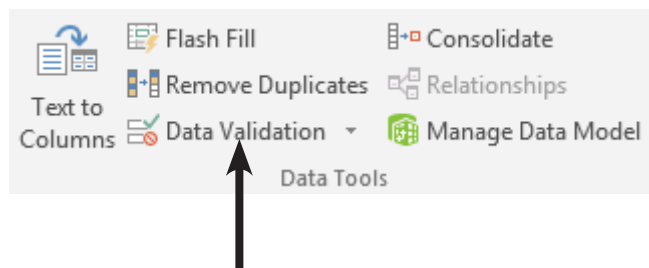 Text to
Columns
Flash Fill
Remove Duplicates
Data Validation
Consolidate
Relationships
Manage Data Model
Data Tools